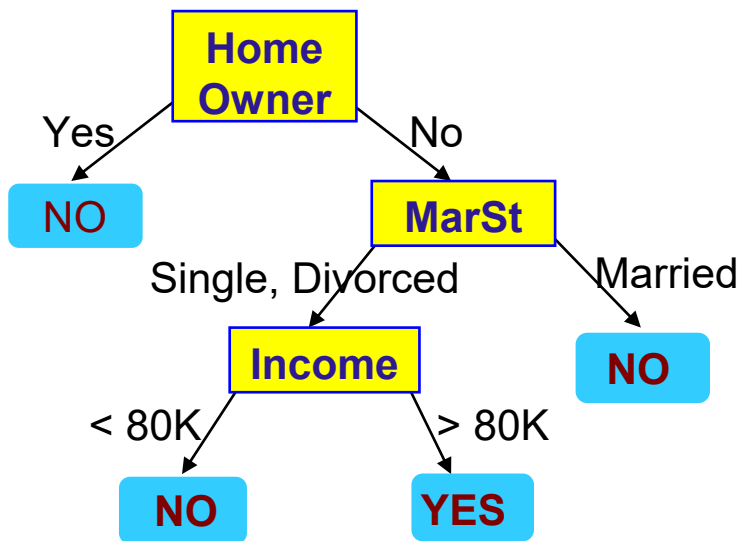 Home
Owner
Yes
No
NO
MarSt
Single, Divorced
Married
Income
NO
< 80K
> 80K
NO
YES